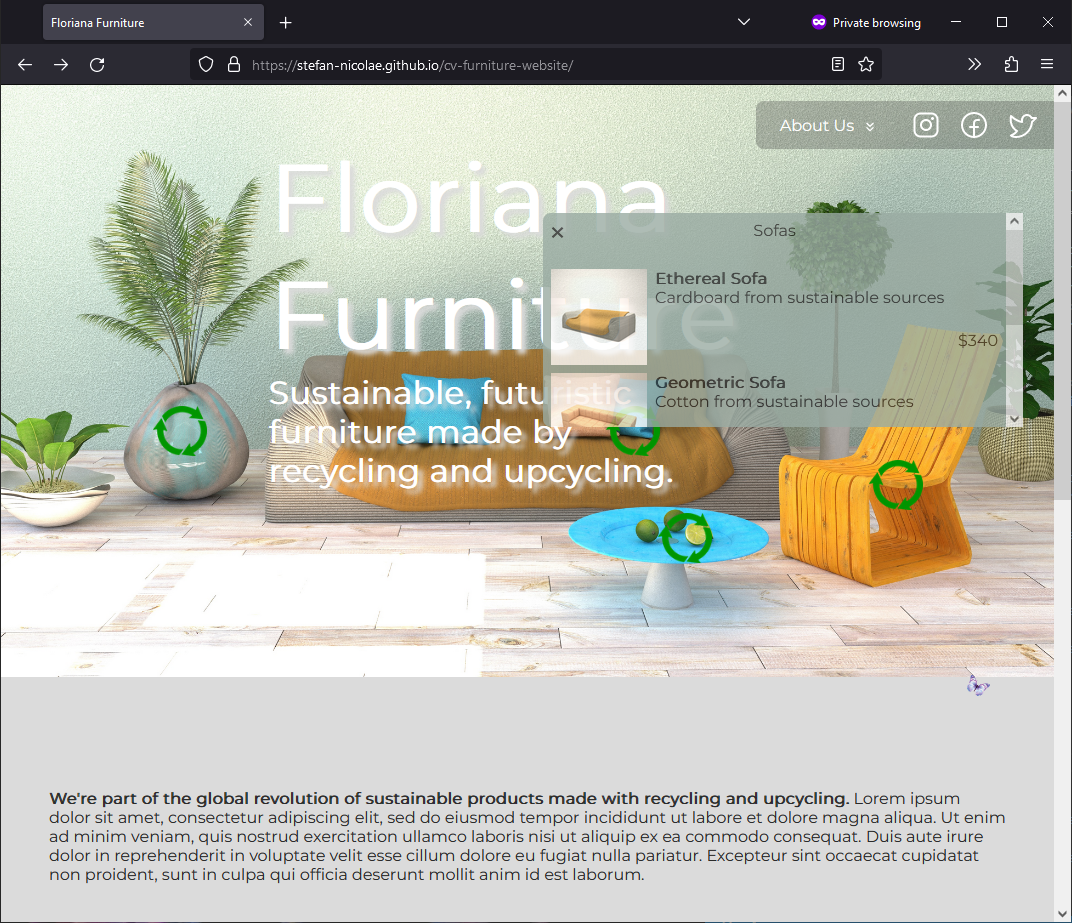 Floriana Furniture
Private browsing
https://stefan-nicolae.github.io/cv-furniture-website/
About Us
Floriana
Furniture
Sustainable, futuristic
furniture made by
recycling and upcycling.
Sofas
Ethereal Sofa
Cardboard from sustainable sources
$340
Geometric Sofa
Cotton from sustainable sources
We're part of the global revolution of sustainable products made with recycling and upcycling. Lorem ipsum
dolor sit amet, consectetur adipiscing elit, sed do eiusmod tempor incididunt ut labore et dolore magna aliqua. Ut enim
ad minim veniam, quis nostrud exercitation ullamco laboris nisi ut aliquip ex ea commodo consequat. Duis aute irure
dolor in reprehenderit in voluptate velit esse cillum dolore eu fugiat nulla pariatur. Excepteur sint occaecat cupidatat
non proident, sunt in culpa qui officia deserunt mollit anim id est laborum.